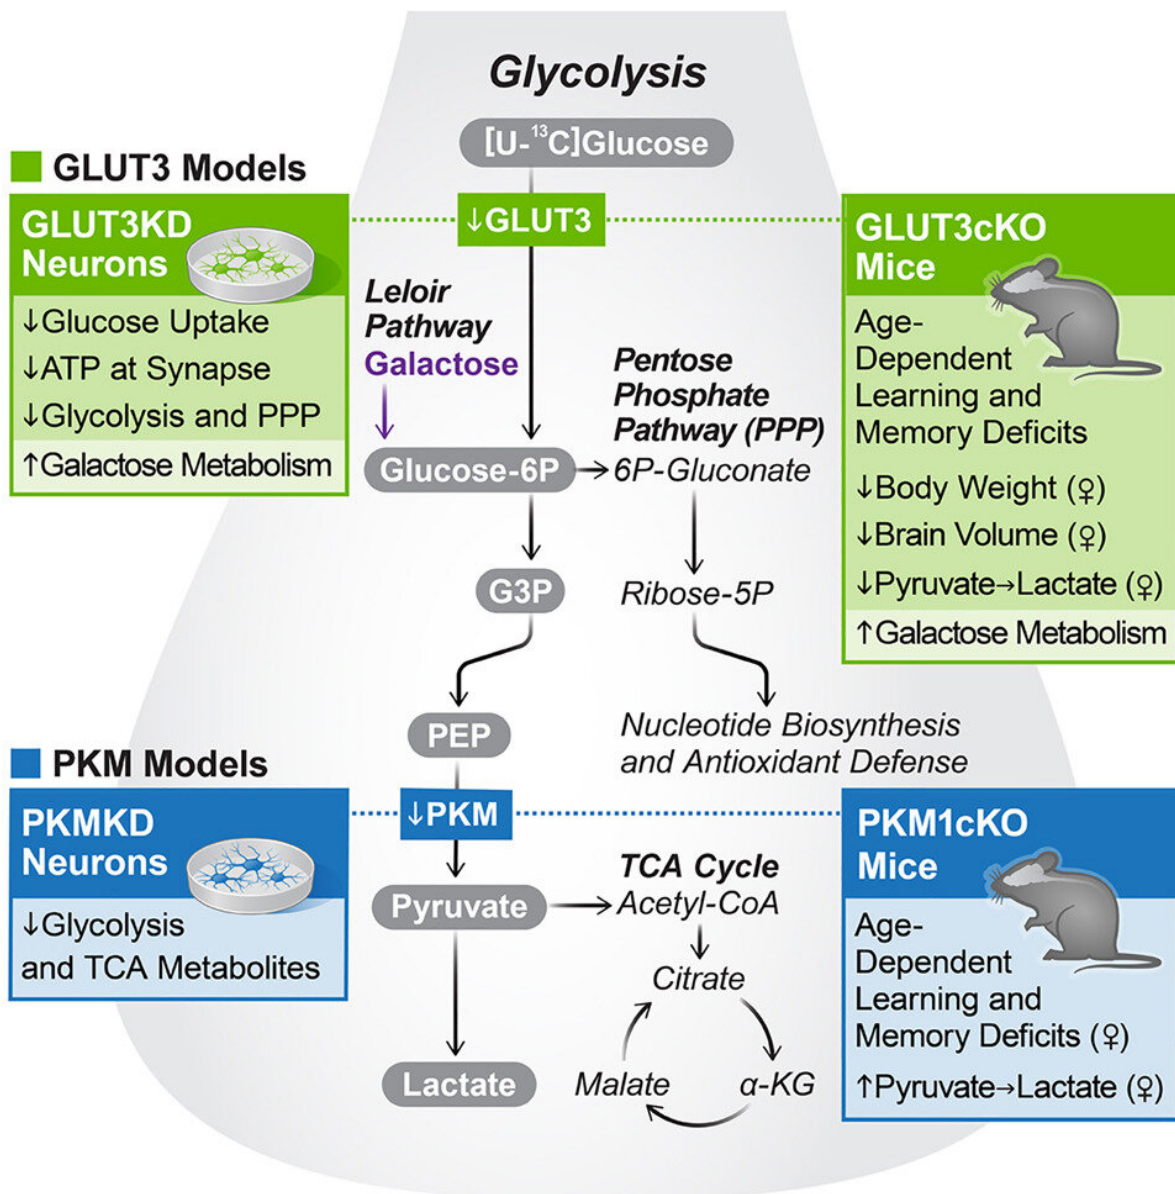 Glycolysis
[U-¹³C]Glucose
GLUT3 Models
GLUT3KD
Neurons
↓Glucose Uptake
↓ATP at Synapse
↓Glycolysis and PPP
↑Galactose Metabolism
↓GLUT3
GLUT3cKO
Mice
Age-
Dependent
Learning and
Memory Deficits
↓Body Weight (♀)
↓Brain Volume (♀)
↓Pyruvate→Lactate (♀)
↑Galactose Metabolism
Leloir
Pathway
Galactose
Pentose
Phosphate
Pathway (PPP)
Glucose-6P
6P-Gluconate
G3P
Ribose-5P
PEP
Nucleotide Biosynthesis
and Antioxidant Defense
PKM Models
PKMKD
Neurons
↓Glycolysis
and TCA Metabolites
↓PKM
PKM1cKO
Mice
Age-
Dependent
Learning and
Memory Deficits (♀)
↑Pyruvate→Lactate (♀)
TCA Cycle
Pyruvate
Acetyl-CoA
Citrate
Lactate
Malate
α-KG